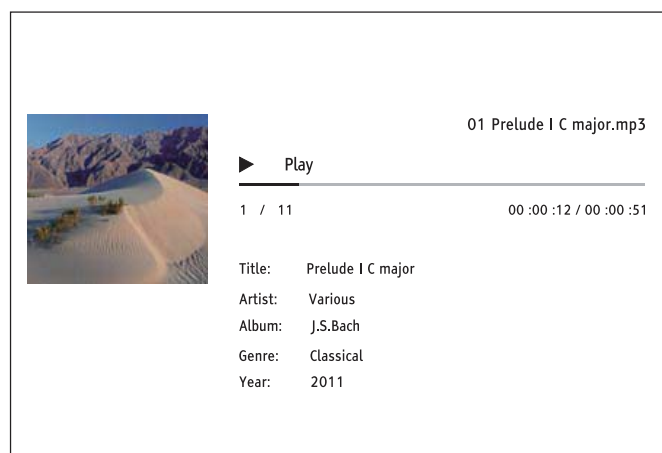 01 Prelude I C major.mp3
Play
1 / 11 00 :00 :12 / 00 :00 :51
Title: Prelude I C major
Artist: Various
Album: J.S.Bach
Genre: Classical
Year: 2011